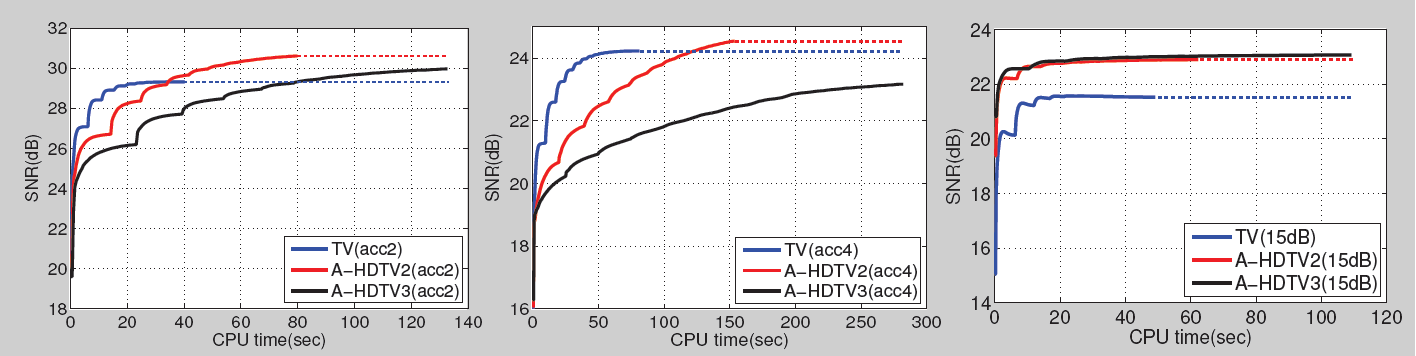 32
30
28
26
24
22
20
18
SNR(dB)
TV(acc2)
A-HDTV2(acc2)
A-HDTV3(acc2)
0 20 40 60 80 100 120 140
CPU time(sec)
24
22
20
18
16
SNR(dB)
TV(acc4)
A-HDTV2(acc4)
A-HDTV3(acc4)
0 50 100 150 200 250 300
CPU time(sec)
24
23
22
21
20
18
16
14
SNR(dB)
TV(15dB)
A-HDTV2(15dB)
A-HDTV3(15dB)
0 10 20 40 60 80 100 120
CPU time(sec)